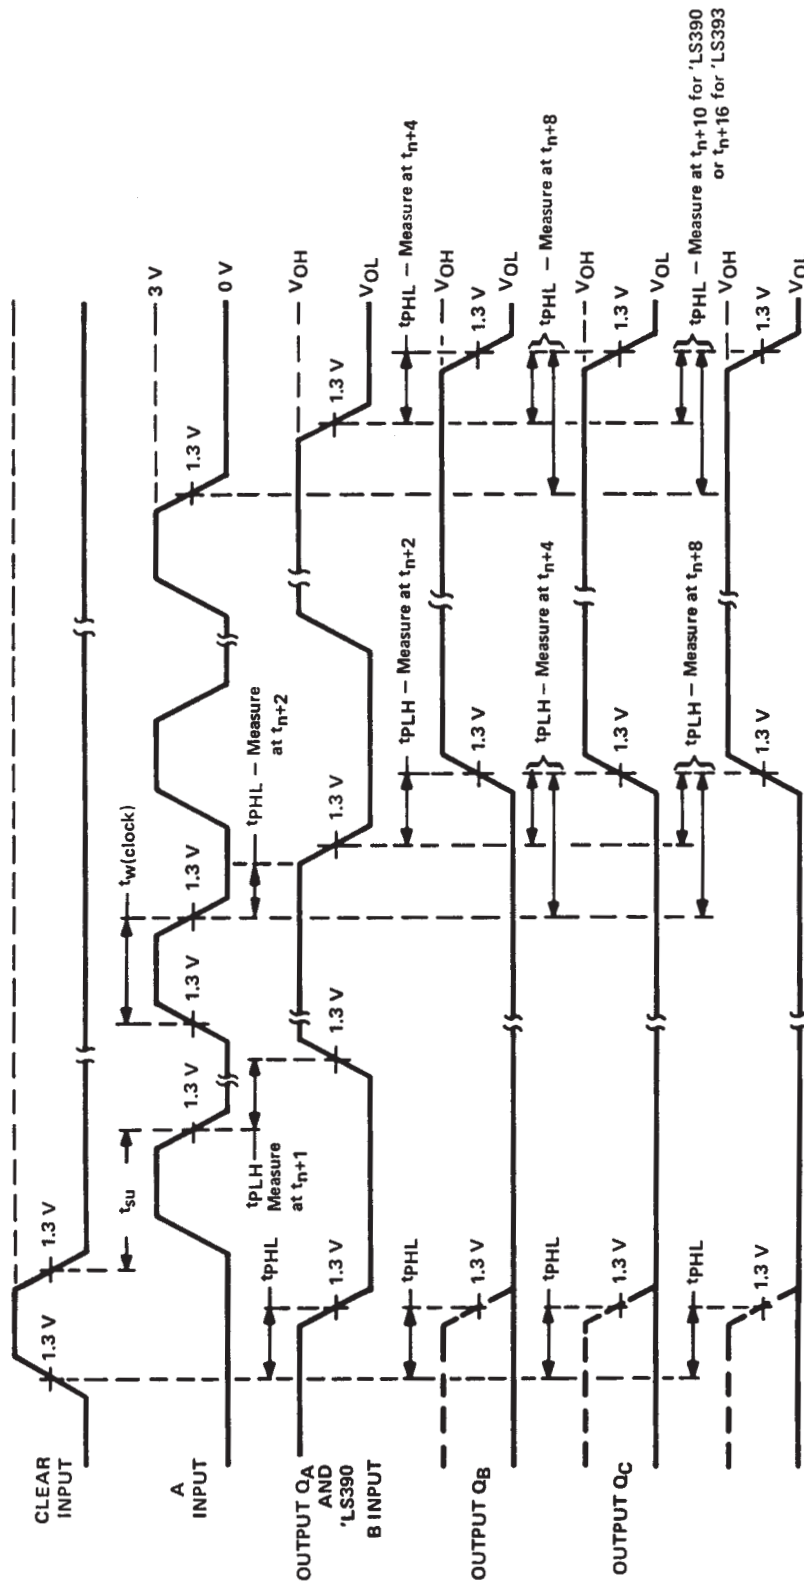 CLEAR
INPUT
1.3 V
1.3 V
tsu
tw(clock)
3 V
0 V
A
INPUT
1.3 V
1.3 V
1.3 V
1.3 V
tPHL
tPLH —
Measure
at tn+1
tPHL — Measure
at tn+2
VOH
VOL
OUTPUT QA
AND
'LS390
B INPUT
1.3 V
1.3 V
1.3 V
1.3 V
tPHL
tPLH — Measure at tn+2
tPHL — Measure at tn+4
VOH
VOL
OUTPUT QB
1.3 V
1.3 V
1.3 V
tPHL
tPLH — Measure at tn+4
tPHL — Measure at tn+8
VOH
VOL
OUTPUT QC
1.3 V
1.3 V
1.3 V
tPHL
tPLH — Measure at tn+8
tPHL — Measure at tn+10 for 'LS390
or tn+16 for 'LS393
VOH
VOL
1.3 V
1.3 V
1.3 V